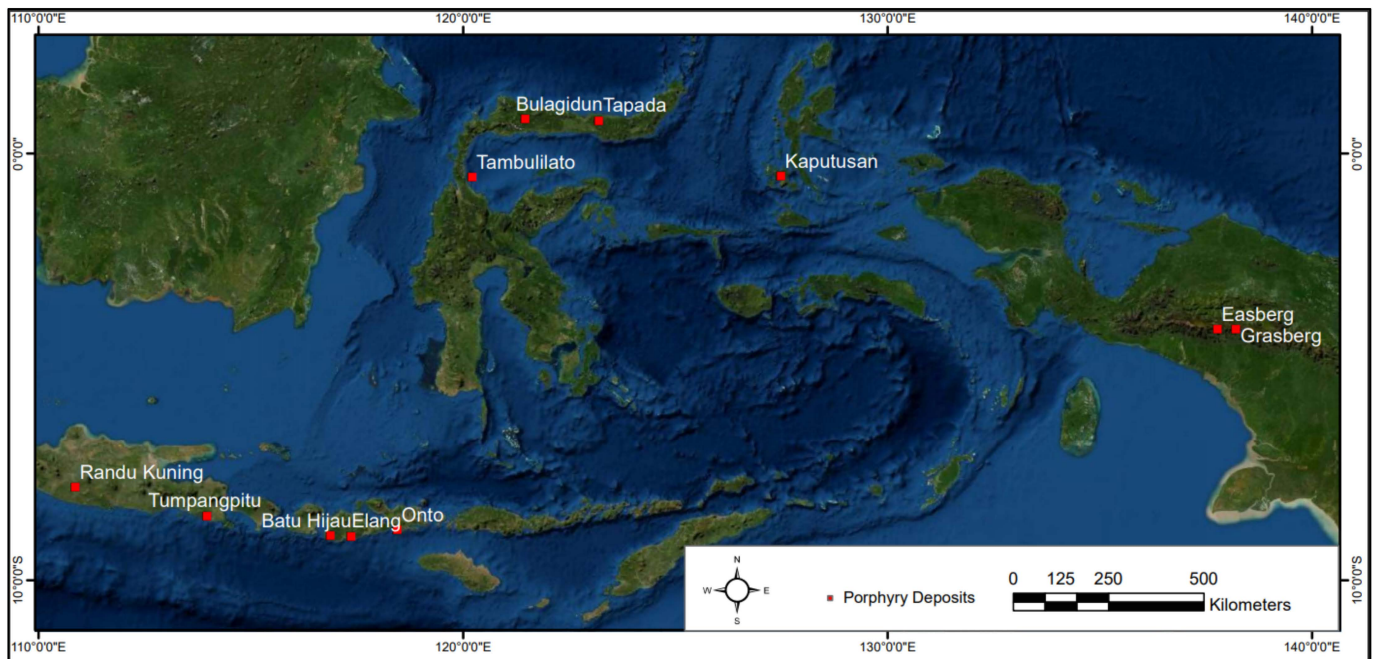 110°0'0"E 120°0'0"E 130°0'0"E 140°0'0"E
Bulagidun Tapada
0°0'0" 0°0'0"
Tambulilato
Kaputusan
Easberg
Grasberg
Randu Kuning
Tumpangpitu
Batu Hijau Elang Onto
10°0'0"S 10°0'0"S
N
W E
S
Porphyry Deposits
0 125 250 500
Kilometers
110°0'0"E 120°0'0"E 130°0'0"E 140°0'0"E